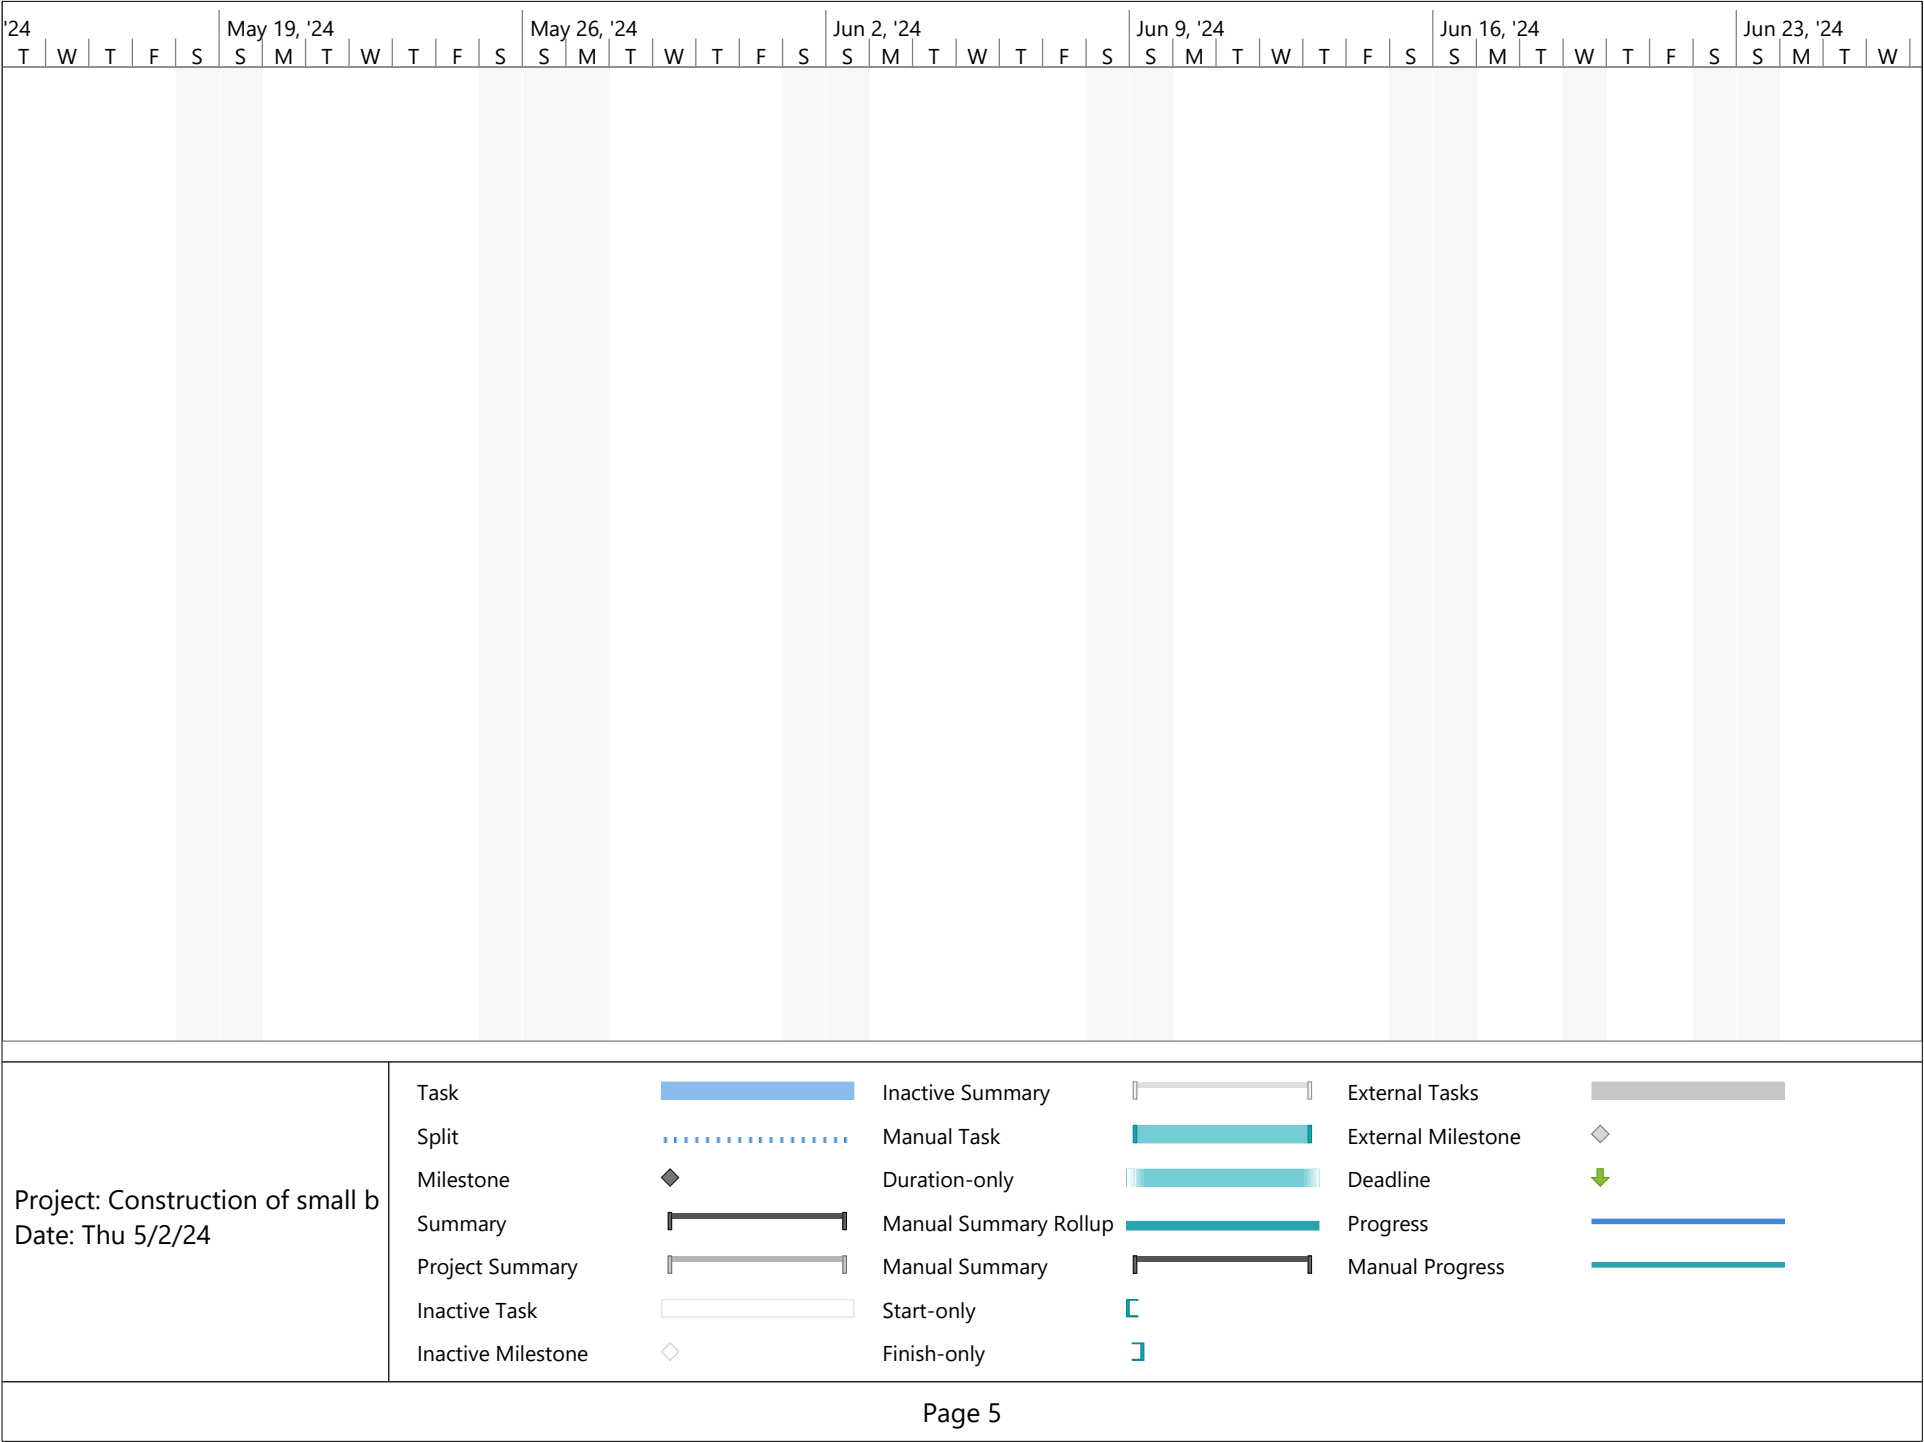 '24 May 19, '24 May 26, '24 Jun 2, '24 Jun 9, '24 Jun 16, '24 Jun 23, '24
T W T F S S M T W T F S S M T W T F S S M T W T F S S M T W T F S S M T W T F S S M T W
Task
Split
Milestone
Summary
Project Summary
Inactive Task
Inactive Milestone
Inactive Summary
Manual Task
Duration-only
Manual Summary Rollup
Manual Summary
Start-only
Finish-only
External Tasks
External Milestone
Deadline
Progress
Manual Progress
Project: Construction of small b
Date: Thu 5/2/24
Page 5